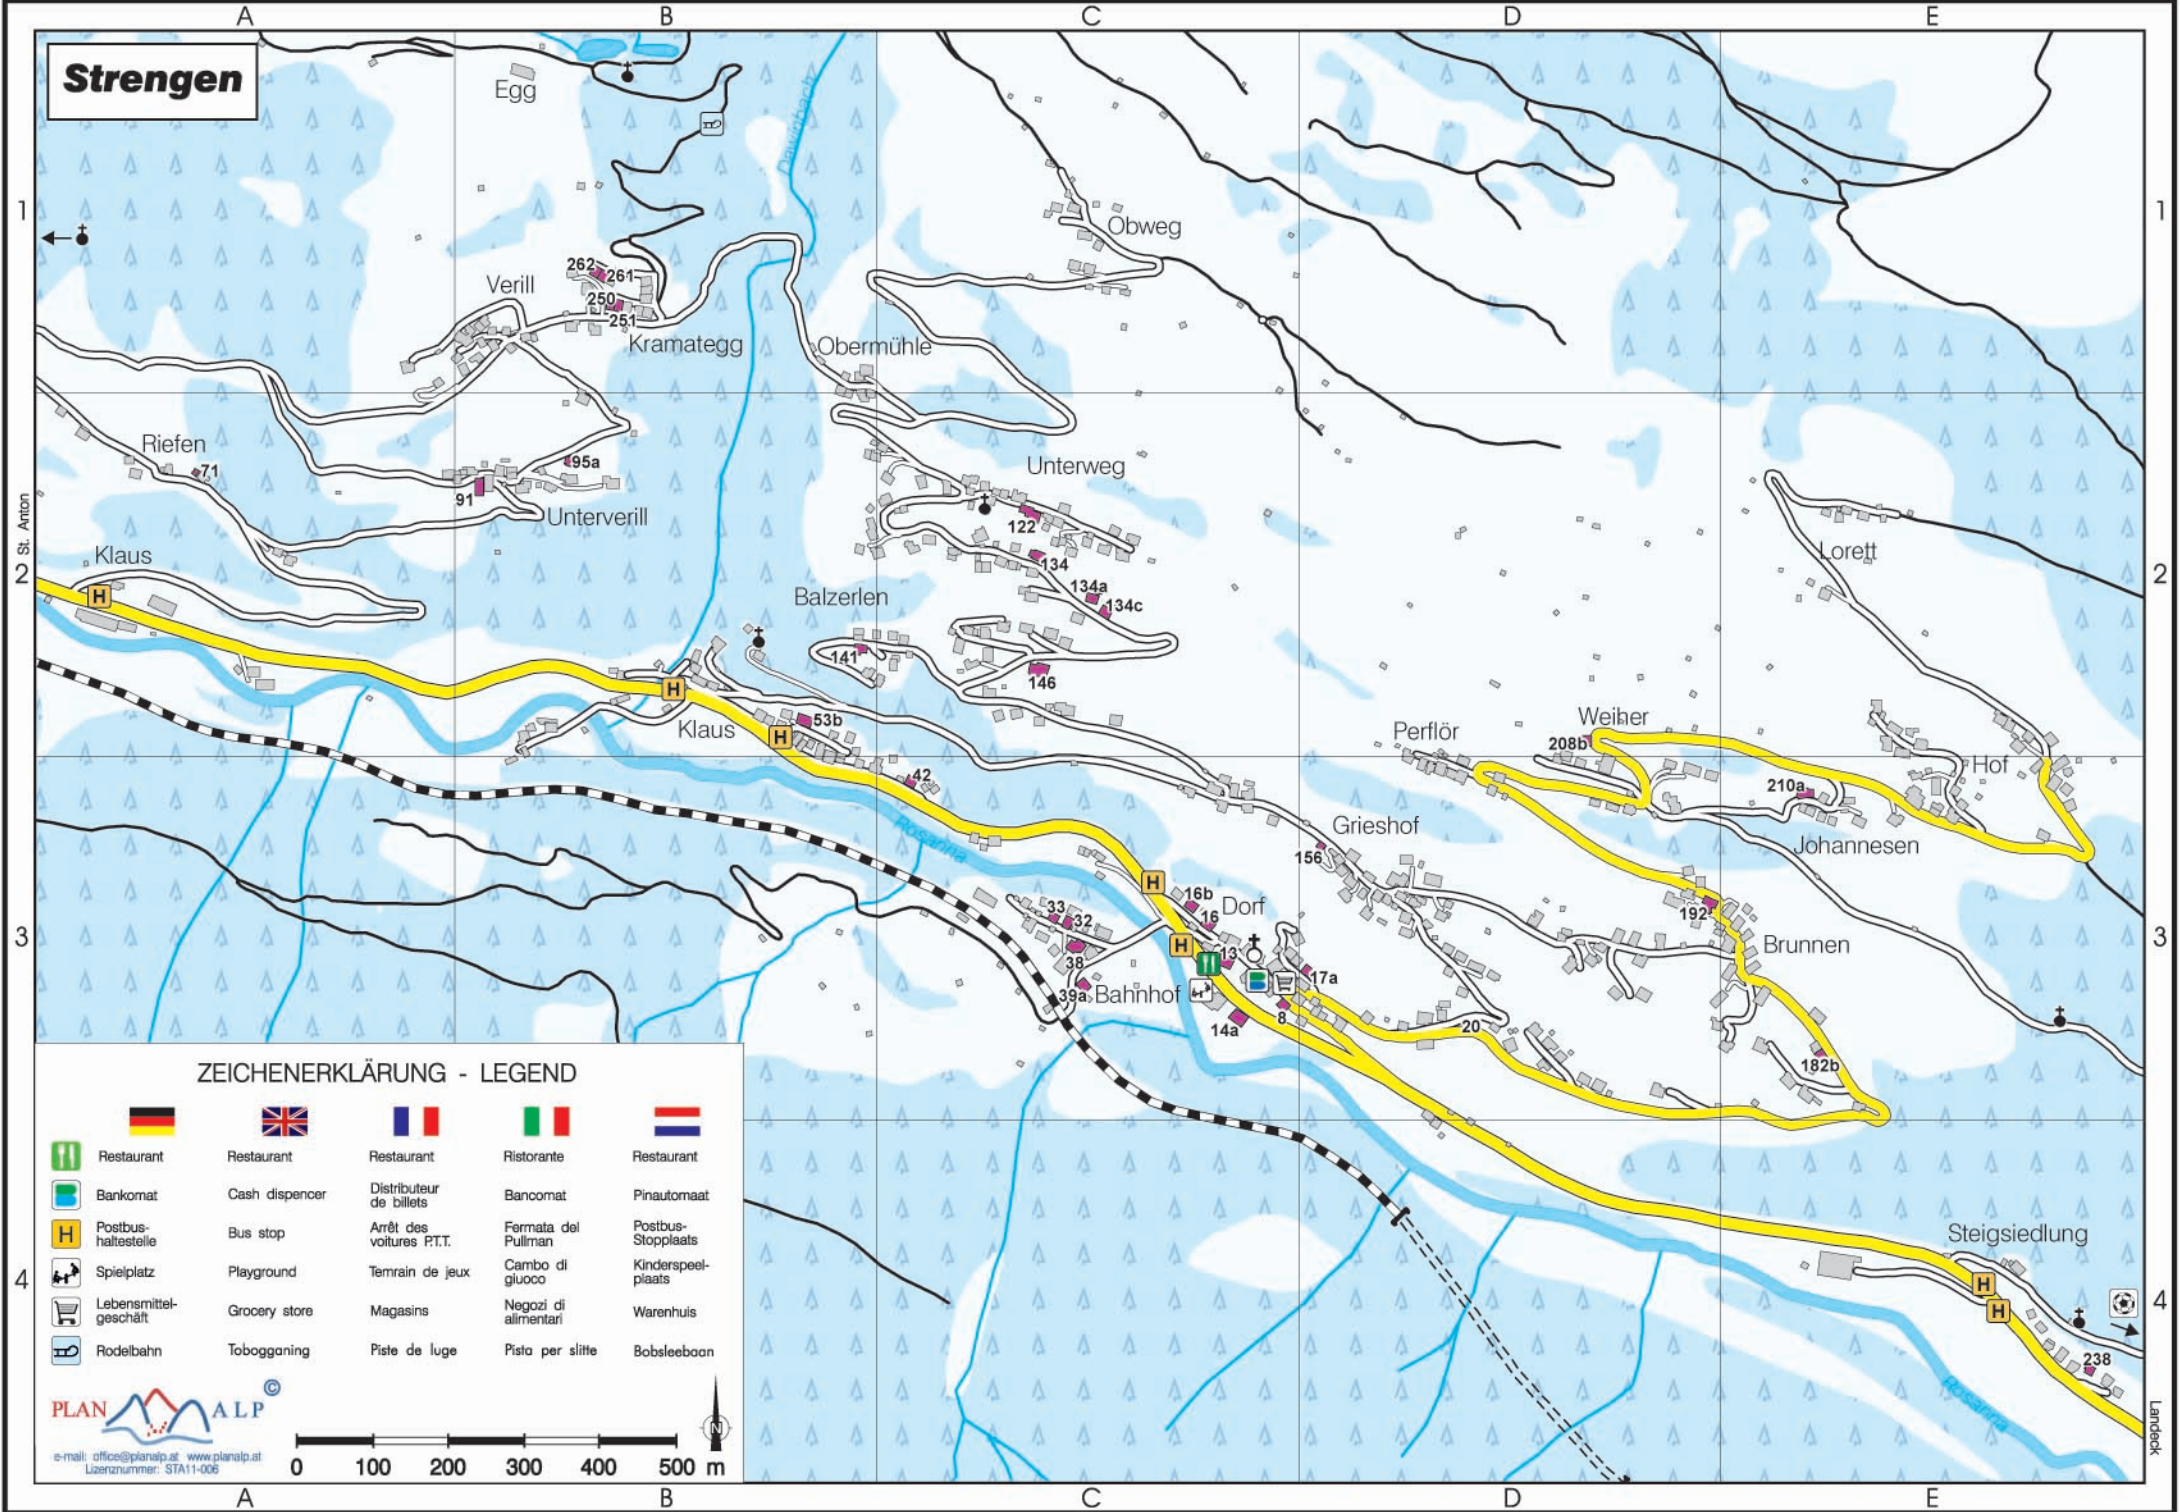 A B C D E
Strengen
Egg
Dawinbach
1 1
Obweg
262
261
Verill
250
251
Kramategg
Obermühle
Riefen
71
95a
Unterweg
91
Unterverill
122
St. Anton
Klaus
134
Lorett
2 2
134a
134c
Balzerlen
H
141
146
H
53b
Klaus
H
Perflör
Weiher
208b
42
Hof
210a
Rosanna
Grieshof
156
Johannesen
H
16b
33
32
16
Dorf
192
3 3
H
13
Brunnen
38
17a
39a
Bahnhof
14a
8
20
182b
ZEICHENERKLÄRUNG - LEGEND
Restaurant Restaurant Restaurant Ristorante Restaurant
Bankomat Cash dispencer Distributeur de billets Bancomat Pinautomaat
H Postbus-haltestelle Bus stop Arrêt des voitures P.T.T. Fermata del Pullman Postbus-Stopplaats
Spielplatz Playground Temrain de jeux Cambo di giuoco Kinderspeel-plaats
Lebensmittel-geschäft Grocery store Magasins Negozi di alimentari Warenhuis
Rodelbahn Tobogganing Piste de luge Pista per slitte Bobsleebaan
PLAN ALP ©
e-mail: office@planalp.at www.planalp.at
Lizenznummer: STA11-006
0 100 200 300 400 500 m
N
Steigsiedlung
4 4
H
H
238
Rosanna
Landeck
A B C D E